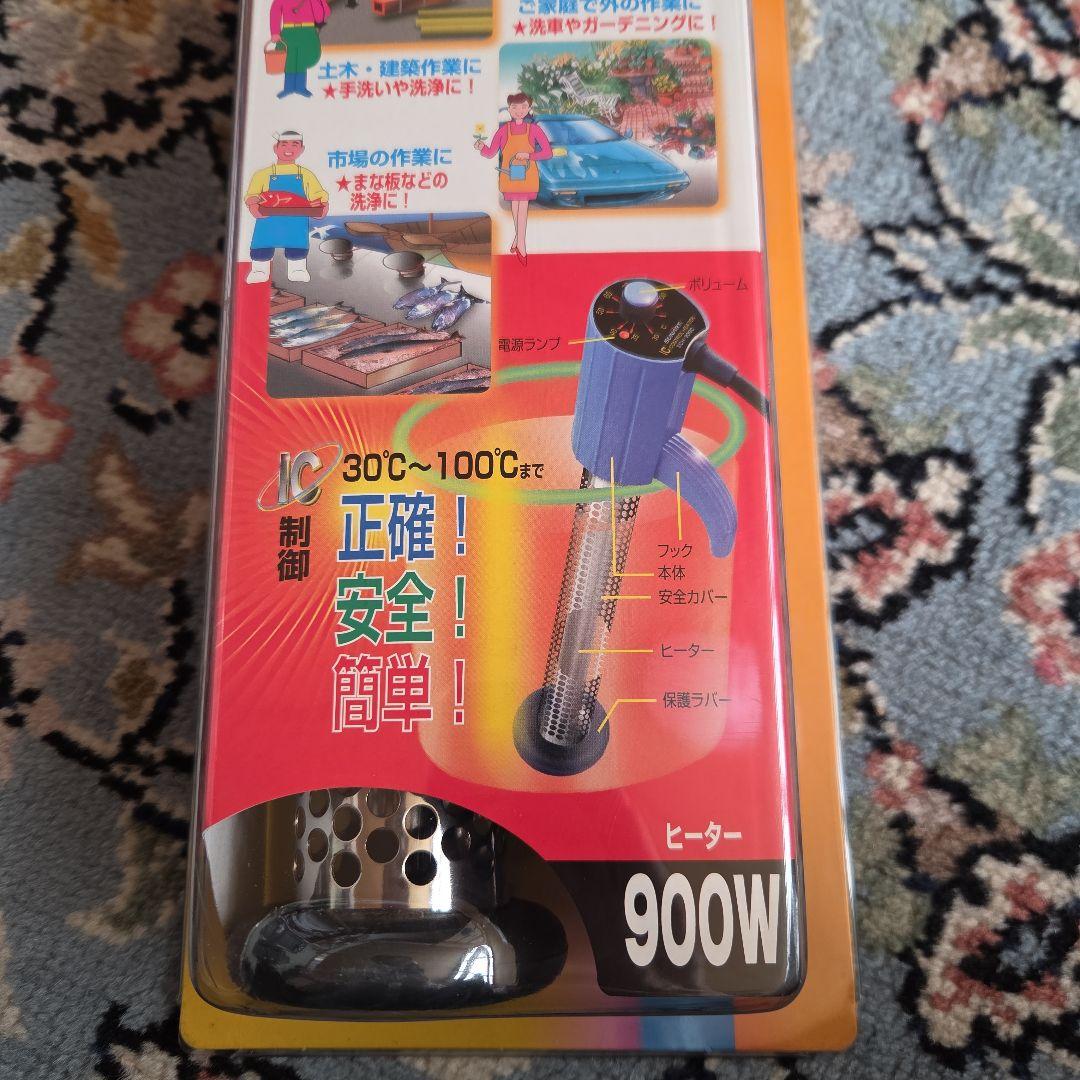 ご家庭で外の作業に
★洗車やガーデニングに！
土木・建築作業に
★手洗いや洗浄に！
市場の作業に
★まな板などの
洗浄に！
ボリューム
電源ランプ
IC
制御
30℃～100℃まで
正確！
安全！
簡単！
フック
本体
安全カバー
ヒーター
保護ラバー
ヒーター
900W